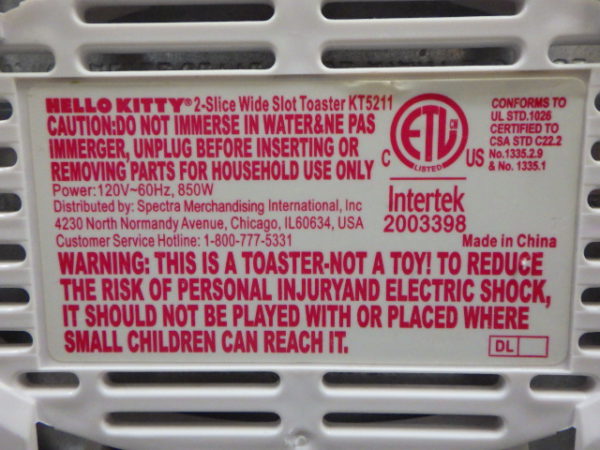 HELLO KITTY® 2-Slice Wide Slot Toaster KT5211
CAUTION:DO NOT IMMERSE IN WATER&NE PAS
IMMERGER, UNPLUG BEFORE INSERTING OR
REMOVING PARTS FOR HOUSEHOLD USE ONLY
Power:120V~60Hz, 850W
Distributed by: Spectra Merchandising International, Inc
4230 North Normandy Avenue, Chicago, IL60634, USA
Customer Service Hotline: 1-800-777-5331
C ETL CM US
LISTED
Intertek
2003398
CONFORMS TO
UL STD.1026
CERTIFIED TO
CSA STD C22.2
No.1335.2.9
& No. 1335.1
Made in China
WARNING: THIS IS A TOASTER-NOT A TOY! TO REDUCE
THE RISK OF PERSONAL INJURYAND ELECTRIC SHOCK,
IT SHOULD NOT BE PLAYED WITH OR PLACED WHERE
SMALL CHILDREN CAN REACH IT.
DL